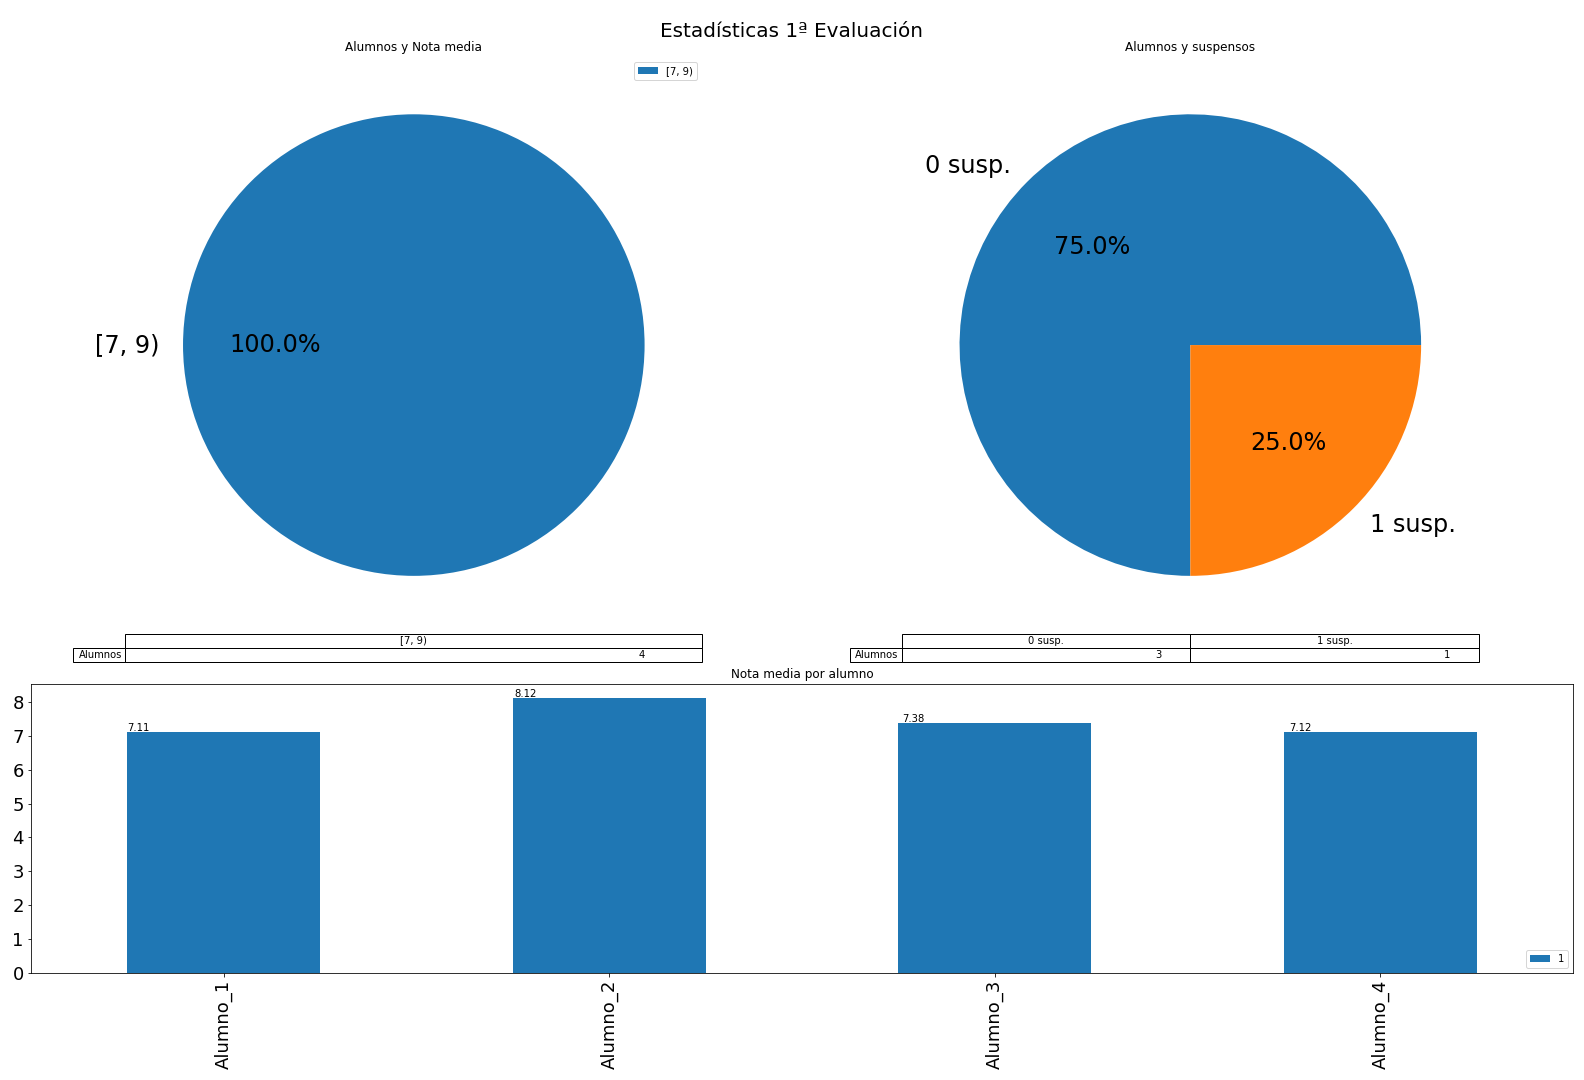 Estadísticas 1ª Evaluación
Alumnos y Nota media
[7, 9)
[7, 9)
100.0%
[7, 9)
Alumnos 4
Alumnos y suspensos
0 susp.
75.0%
25.0%
1 susp.
0 susp. 1 susp.
Alumnos 3 1
Nota media por alumno
8
7
6
5
4
3
2
1
0
7.11
8.12
7.38
7.12
1
Alumno_1
Alumno_2
Alumno_3
Alumno_4